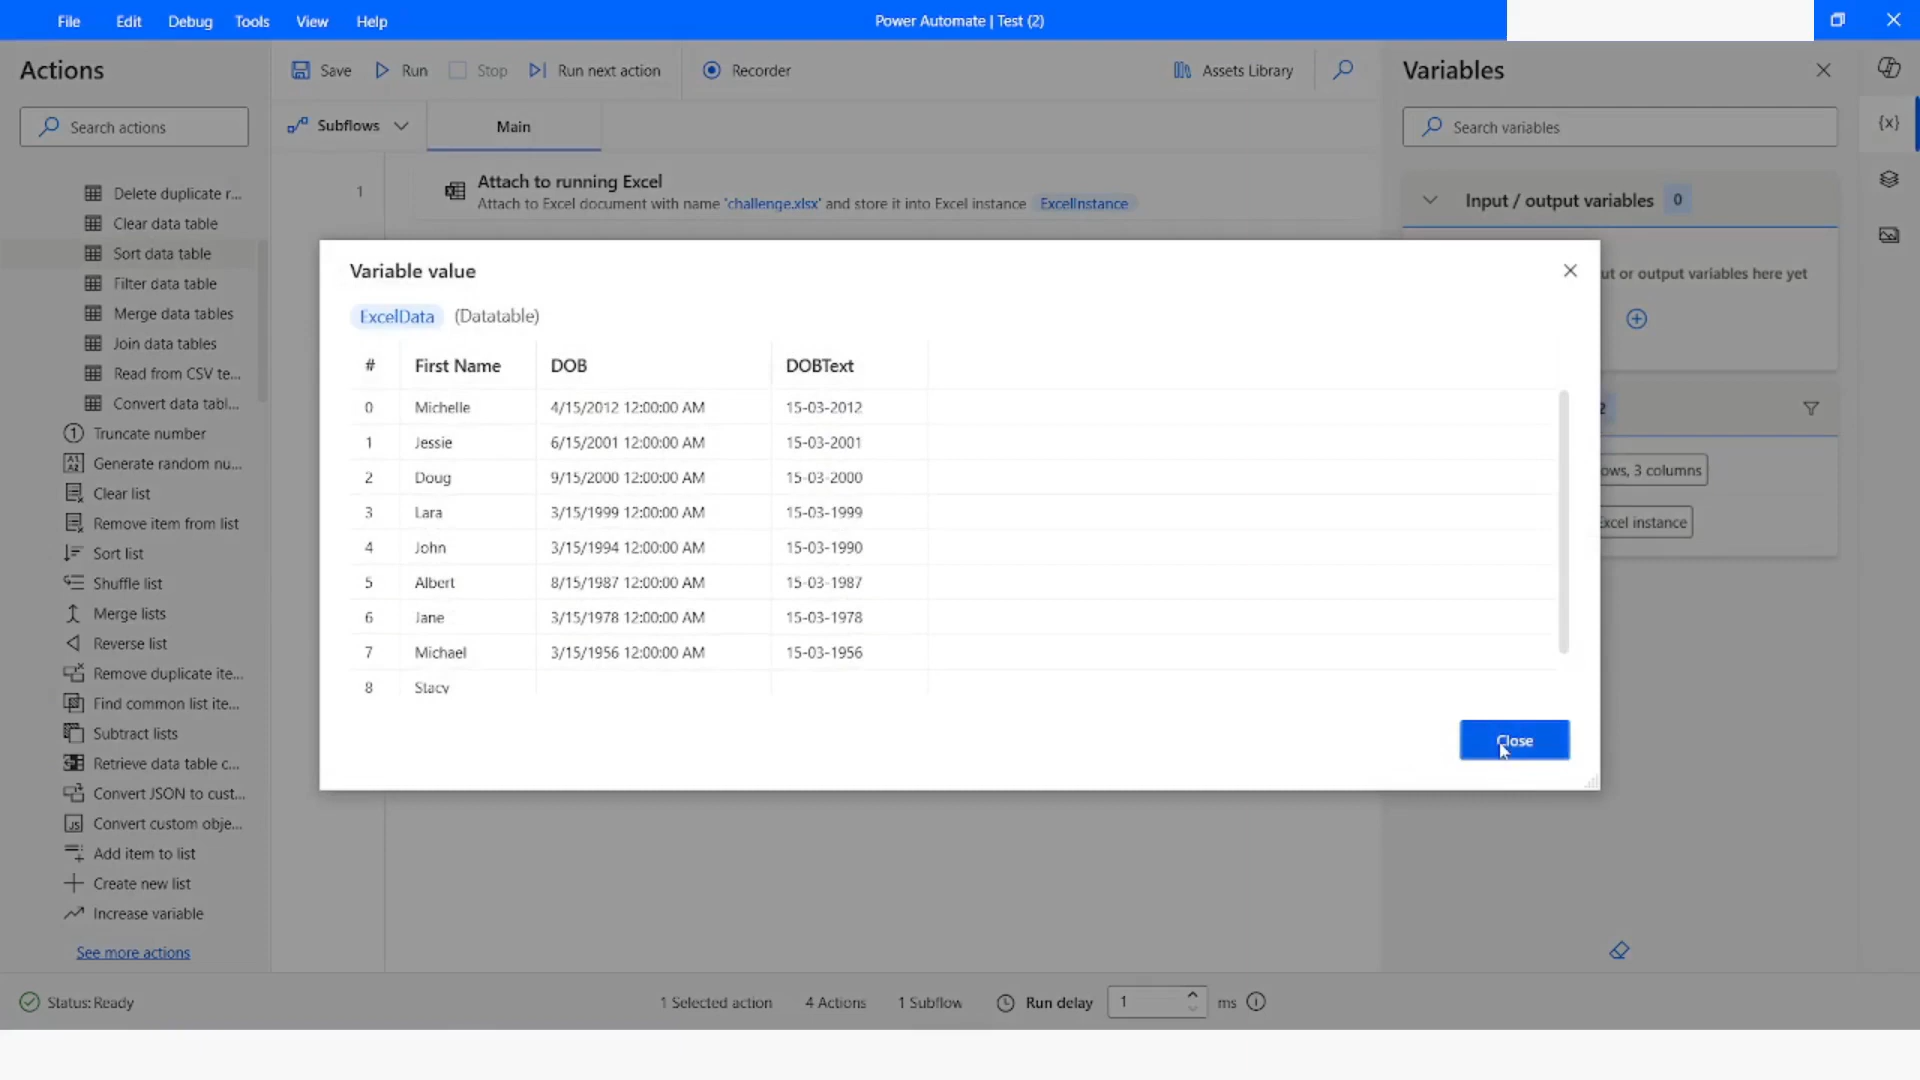 File Edit Debug Tools View Help
Power Automate | Test (2)
Actions
Search actions
Delete duplicate r...
Clear data table
Sort data table
Filter data table
Merge data tables
Join data tables
Read from CSV te...
Convert data tabl...
Truncate number
Generate random nu...
Clear list
Remove item from list
Sort list
Shuffle list
Merge lists
Reverse list
Remove duplicate ite...
Find common list ite...
Subtract lists
Retrieve data table c...
Convert JSON to cust...
Convert custom obje...
Add item to list
Create new list
Increase variable
See more actions
Save Run Stop Run next action Recorder Assets Library
Subflows Main
1
Attach to running Excel
Attach to Excel document with name 'challenge.xlsx' and store it into Excel instance ExcelInstance
Variable value
ExcelData (Datatable)
# First Name DOB DOBText
0 Michelle 4/15/2012 12:00:00 AM 15-03-2012
1 Jessie 6/15/2001 12:00:00 AM 15-03-2001
2 Doug 9/15/2000 12:00:00 AM 15-03-2000
3 Lara 3/15/1999 12:00:00 AM 15-03-1999
4 John 3/15/1994 12:00:00 AM 15-03-1990
5 Albert 8/15/1987 12:00:00 AM 15-03-1987
6 Jane 3/15/1978 12:00:00 AM 15-03-1978
7 Michael 3/15/1956 12:00:00 AM 15-03-1956
8 Stacy
Close
Variables
Search variables
{x}
Input / output variables 0
ut or output variables here yet
2
ows, 3 columns
Excel instance
Status: Ready 1 Selected action 4 Actions 1 Subflow Run delay 1 ms